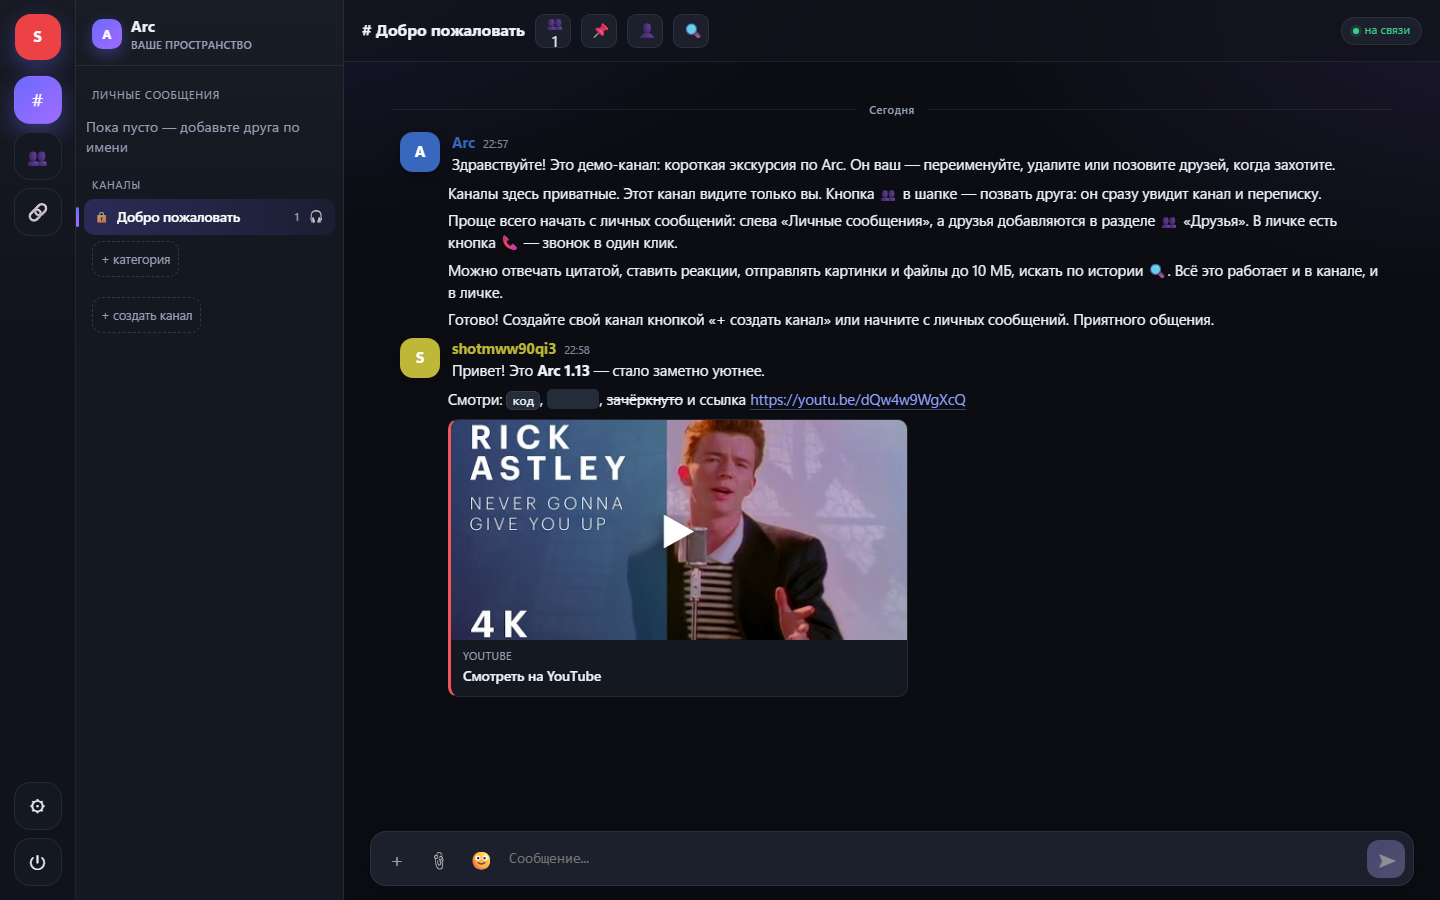 S
#
A
Arc
ВАШЕ ПРОСТРАНСТВО
ЛИЧНЫЕ СООБЩЕНИЯ
Пока пусто — добавьте друга по
имени
КАНАЛЫ
Добро пожаловать 1
+ категория
+ создать канал
# Добро пожаловать
1
на связи
Сегодня
A
Arc 22:57
Здравствуйте! Это демо-канал: короткая экскурсия по Arc. Он ваш — переименуйте, удалите или позовите друзей, когда захотите.
Каналы здесь приватные. Этот канал видите только вы. Кнопка 👥 в шапке — позвать друга: он сразу увидит канал и переписку.
Проще всего начать с личных сообщений: слева «Личные сообщения», а друзья добавляются в разделе 👥 «Друзья». В личке есть
кнопка 📞 — звонок в один клик.
Можно отвечать цитатой, ставить реакции, отправлять картинки и файлы до 10 МБ, искать по истории 🔍. Всё это работает и в канале, и
в личке.
Готово! Создайте свой канал кнопкой «+ создать канал» или начните с личных сообщений. Приятного общения.
S
shotmww90qi3 22:58
Привет! Это Arc 1.13 — стало заметно уютнее.
Смотри: код, , зачёркнуто и ссылка https://youtu.be/dQw4w9WgXcQ
RICK
ASTLEY
NEVER GONNA
GIVE YOU UP
4K
YOUTUBE
Смотреть на YouTube
+ Сообщение...